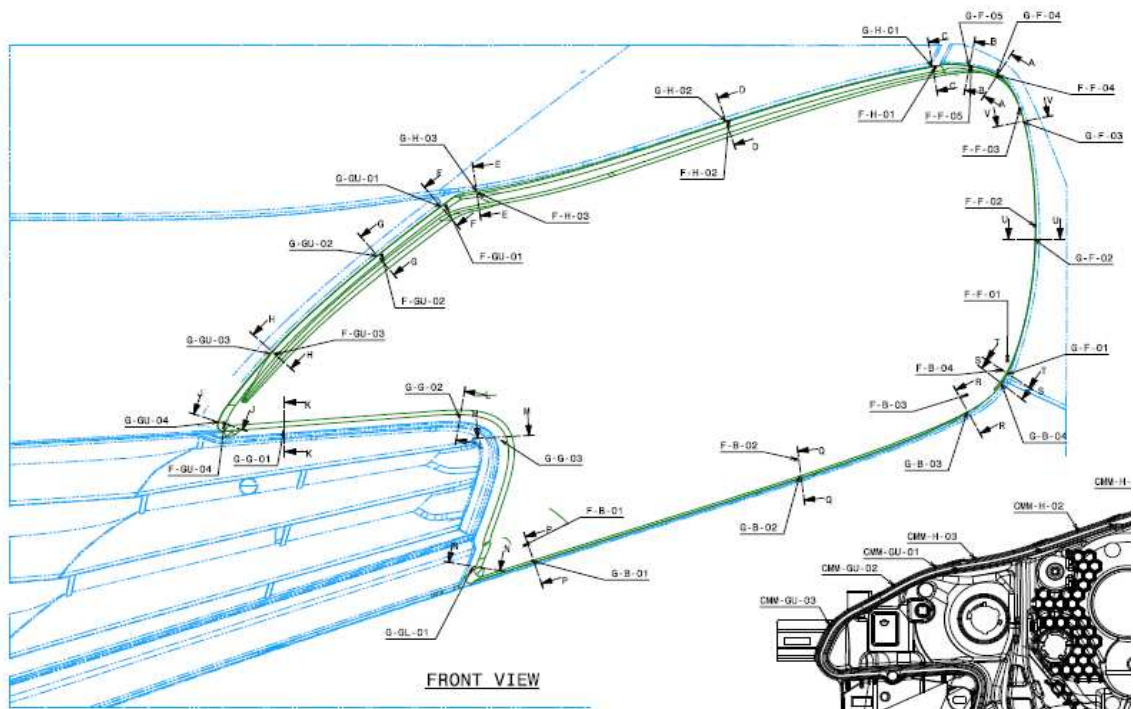 G-F-05
G-F-04
G-H-01
C
B
A
G-H-02
D
C
B
A
F-F-04
F-H-01
F-F-05
V
V
G-F-03
F-F-03
G-H-03
E
D
F-H-02
G-GU-01
F
E
F-H-03
F
G-GU-02
G
F-GU-01
F-F-02
U
U
G-F-02
G
F-GU-02
H
F-GU-03
G-GU-03
H
F-F-01
T
S
G-F-01
F-B-04
T
S
R
F-B-03
J
K
G-G-02
L
M
M
J
G-GU-04
G-G-01
K
G-G-03
F-GU-04
R
G-B-04
G-B-03
F-B-02
Q
Q
G-B-02
F-B-01
P
N
N
G-B-01
P
G-GL-01
FRONT VIEW
CMM-H-
CMM-H-02
CMM-H-03
CMM-GU-01
CMM-GU-02
CMM-GU-03